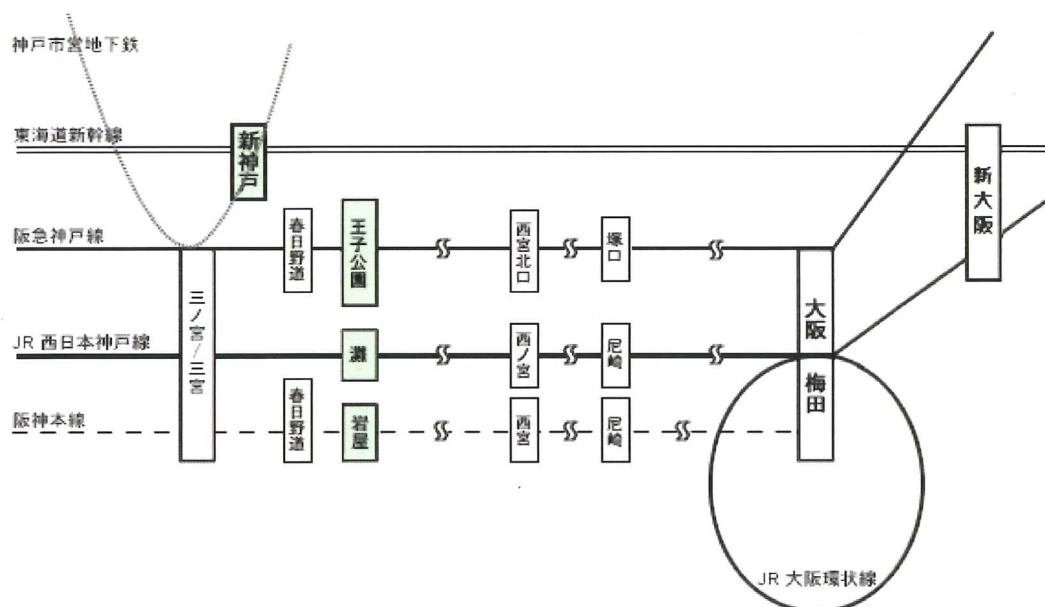 神戸市営地下鉄
東海道新幹線
新神戸
新大阪
阪急神戸線
春日野道
王子公園
西宮北口
塚口
三ノ宮/三宮
大阪 梅田
JR 西日本神戸線
灘
西ノ宮
尼崎
阪神本線
春日野道
岩屋
西宮
尼崎
JR 大阪環状線